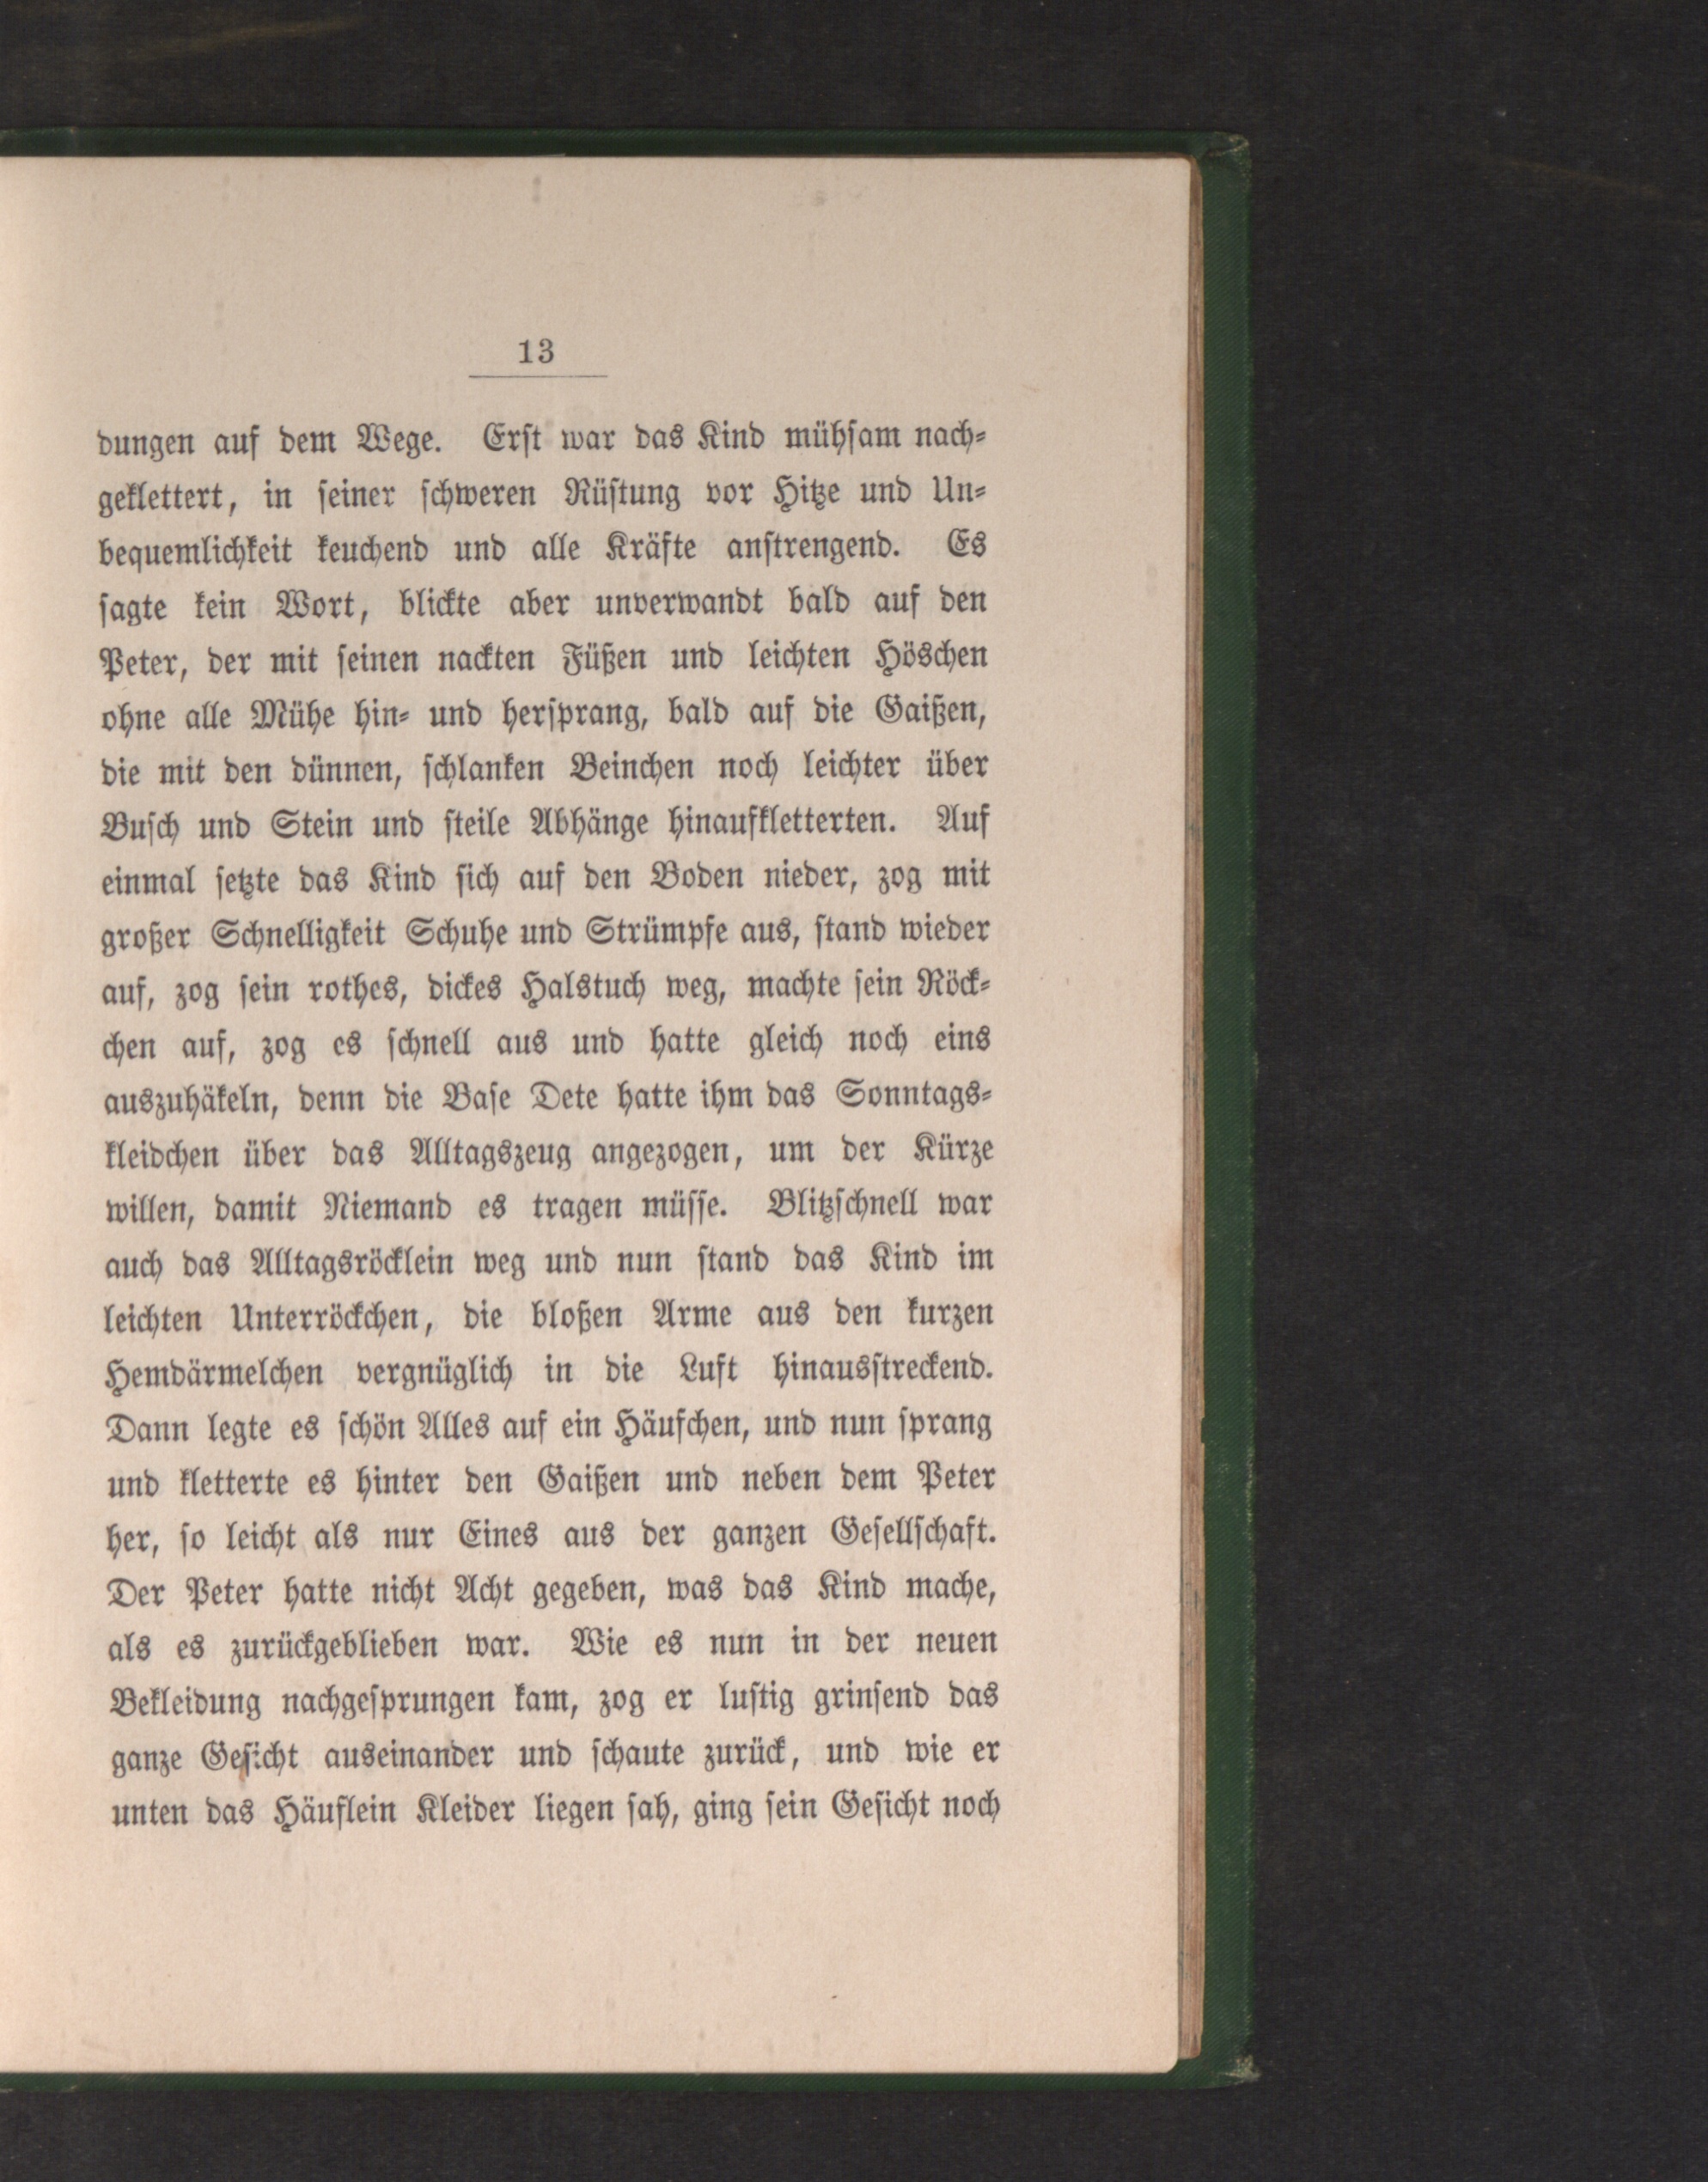 13
dungen auf dem Wege. Erſt war das Kind mühſam nach⸗
geklettert, in ſeiner ſchweren Rüſtung vor Hitze und Un⸗
bequemlichkeit keuchend und alle Kräfte anſtrengend. Es
ſagte kein Wort, blickte aber unverwandt bald auf den
Peter, der mit ſeinen nackten Füßen und leichten Höschen
ohne alle Mühe hin⸗ und herſprang, bald auf die Gaißen,
die mit den dünnen, ſchlanken Beinchen noch leichter über
Buſch und Stein und ſteile Abhänge hinaufkletterten. Auf
einmal ſetzte das Kind ſich auf den Boden nieder, zog mit
großer Schnelligkeit Schuhe und Strümpfe aus, ſtand wieder
auf, zog ſein rothes, dickes Halstuch weg, machte ſein Röck⸗
chen auf, zog es ſchnell aus und hatte gleich noch eins
auszuhäkeln, denn die Baſe Dete hatte ihm das Sonntags⸗
kleidchen über das Alltagszeug angezogen, um der Kürze
willen, damit Niemand es tragen müſſe. Blitzſchnell war
auch das Alltagsröcklein weg und nun ſtand das Kind im
leichten Unterröckchen, die bloßen Arme aus den kurzen
Hemdärmelchen vergnüglich in die Luft hinausſtreckend.
Dann legte es ſchön Alles auf ein Häufchen, und nun ſprang
und kletterte es hinter den Gaißen und neben dem Peter
her, ſo leicht als nur Eines aus der ganzen Geſellſchaft.
Der Peter hatte nicht Acht gegeben, was das Kind mache,
als es zurückgeblieben war. Wie es nun in der neuen
Bekleidung nachgeſprungen kam, zog er luſtig grinſend das
ganze Geſicht auseinander und ſchaute zurück, und wie er
unten das Häuflein Kleider liegen ſah, ging ſein Geſicht noch